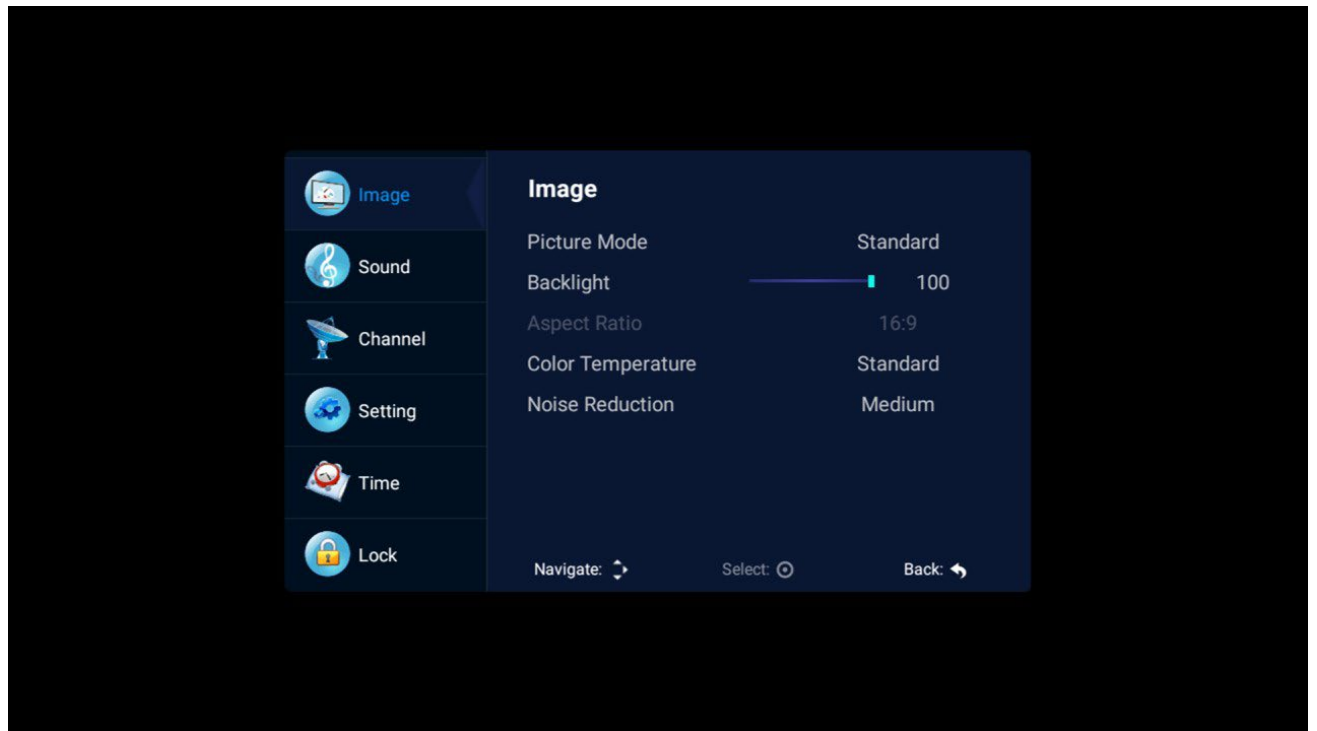 Image
Sound
Channel
Setting
Time
Lock
Image
Picture Mode Standard
Backlight 100
Aspect Ratio 16:9
Color Temperature Standard
Noise Reduction Medium
Navigate: Select: Back: